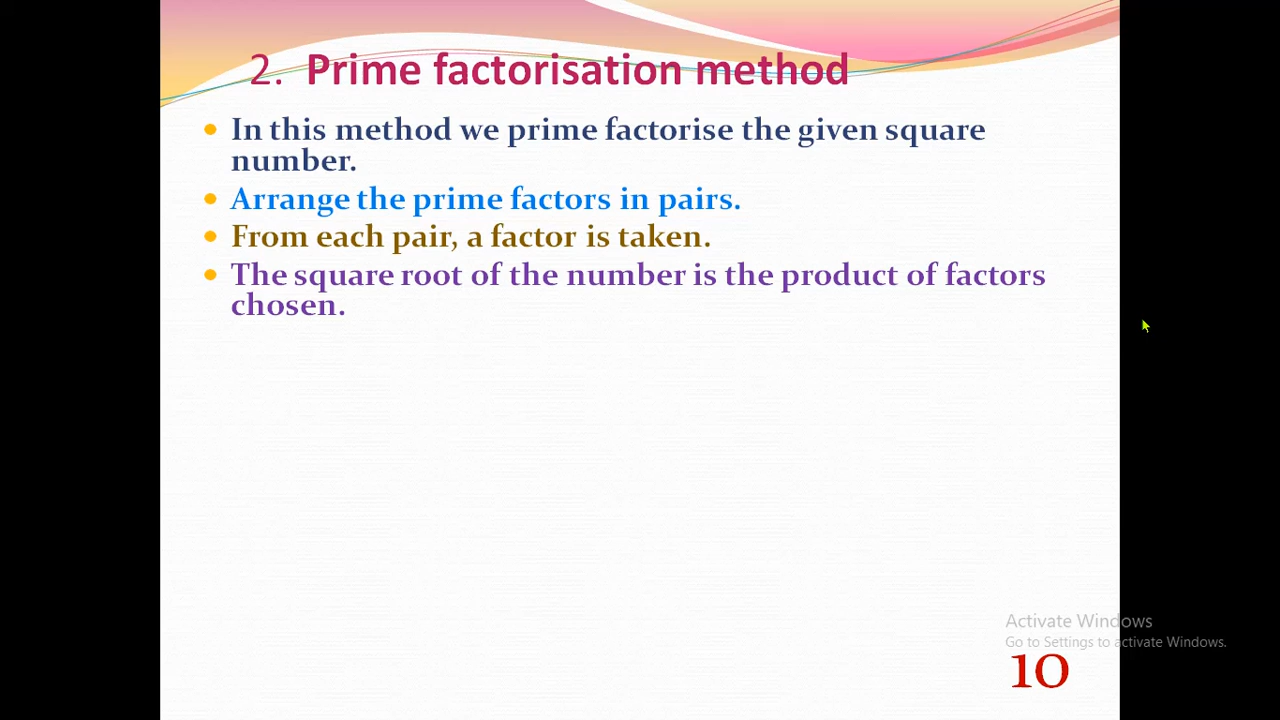 2. Prime factorisation method
In this method we prime factorise the given square
number.
Arrange the prime factors in pairs.
From each pair, a factor is taken.
The square root of the number is the product of factors
chosen.
Activate Windows
Go to Settings to activate Windows.
10